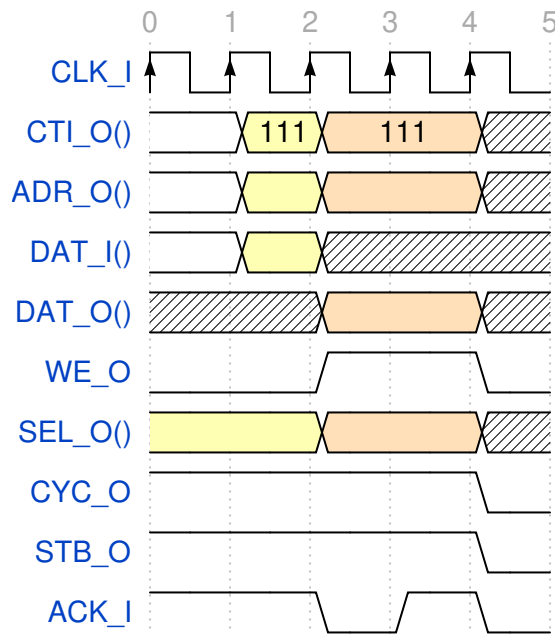 0 1 2 3 4 5
CLK_I
CTI_O() 111 111
ADR_O()
DAT_I()
DAT_O()
WE_O
SEL_O()
CYC_O
STB_O
ACK_I